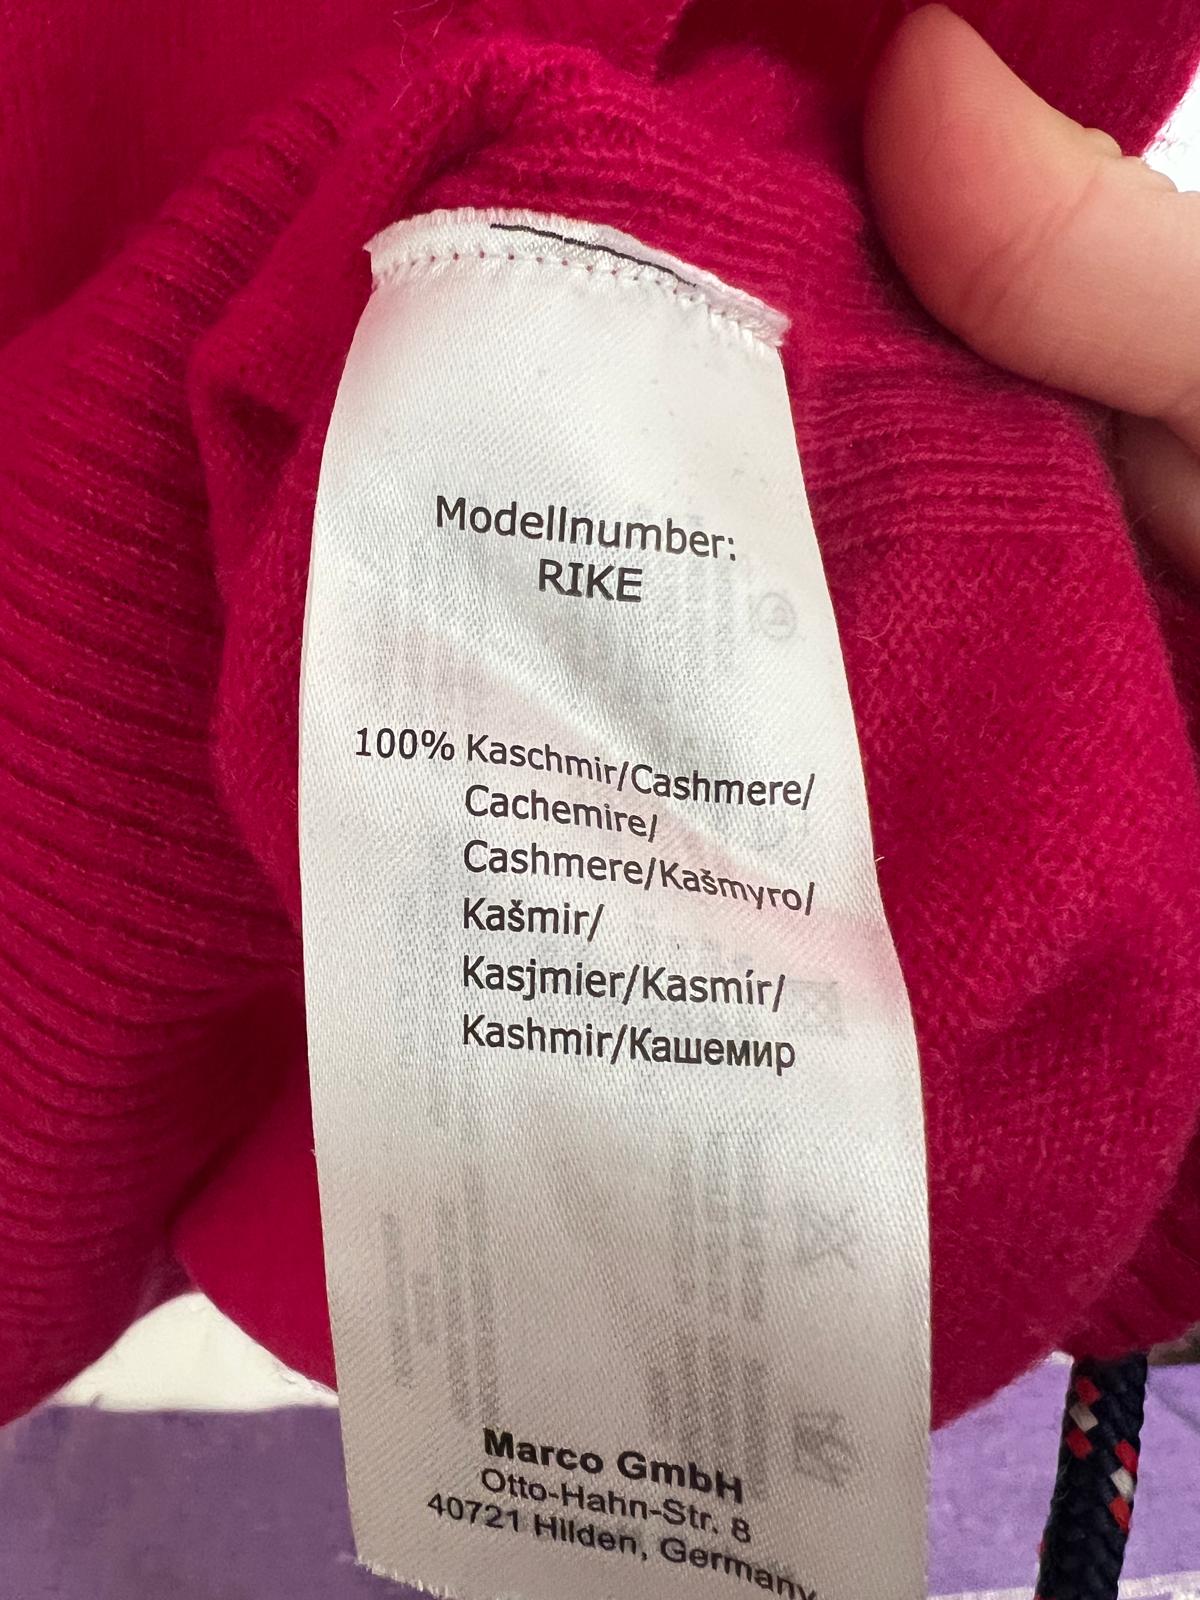 Modellnumber:
RIKE
100% Kaschmir/Cashmere/
Cachemire/
Cashmere/Kašmyro/
Kašmir/
Kasjmier/Kasmír/
Kashmir/Кашемир
Marco GmbH
Otto-Hahn-Str. 8
40721 Hilden, Germany